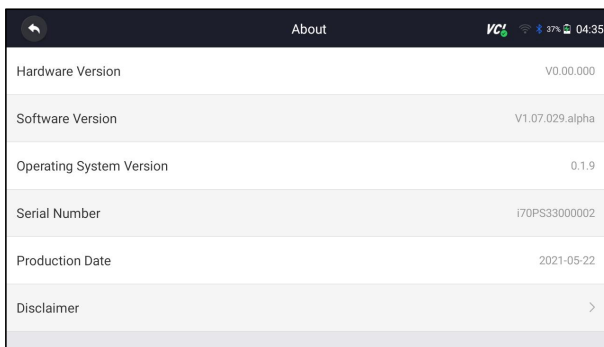 About VCI 37% 04:35
Hardware Version V0.00.000
Software Version V1.07.029.alpha
Operating System Version 0.1.9
Serial Number i70PS33000002
Production Date 2021-05-22
Disclaimer